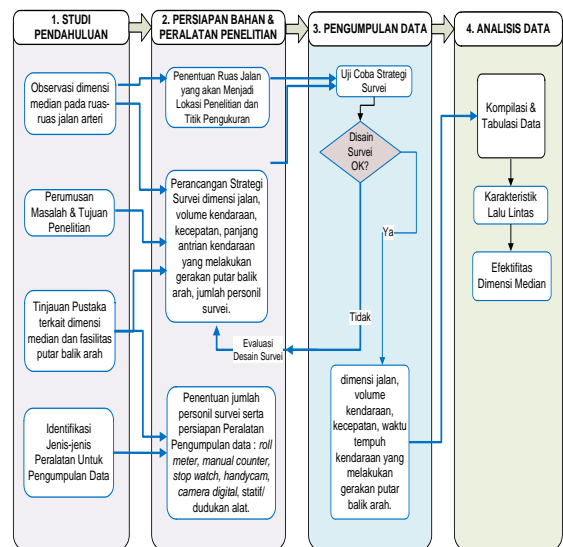 1. STUDI
PENDAHULUAN
2. PERSIAPAN BAHAN &
PERALATAN PENELITIAN
3. PENGUMPULAN DATA
4. ANALISIS DATA
Observasi dimensi
median pada ruas-
ruas jalan arteri
Perumusan
Masalah & Tujuan
Penelitian
Tinjauan Pustaka
terkait dimensi
median dan fasilitas
putar balik arah
Identifikasi
Jenis-jenis
Peralatan Untuk
Pengumpulan Data
Penentuan Ruas Jalan
yang akan Menjadi
Lokasi Penelitian dan
Titik Pengukuran
Perancangan Strategi
Survei dimensi jalan,
volume kendaraan,
kecepatan, panjang
antrian kendaraan
yang melakukan
gerakan putar balik
arah, jumlah personil
survei.
Evaluasi
Desain Survei
Penentuan jumlah
personil survei serta
persiapan Peralatan
Pengumpulan data : roll
meter, manual counter,
stop watch, handycam,
camera digital, statif/
dudukan alat.
Uji Coba Strategi
Survei
Disain
Survei
OK?
Ya
Tidak
dimensi jalan,
volume
kendaraan,
kecepatan, waktu
tempuh
kendaraan yang
melakukan
gerakan putar
balik arah.
Kompilasi &
Tabulasi Data
Karakteristik
Lalu Lintas
Efektifitas
Dimensi Median